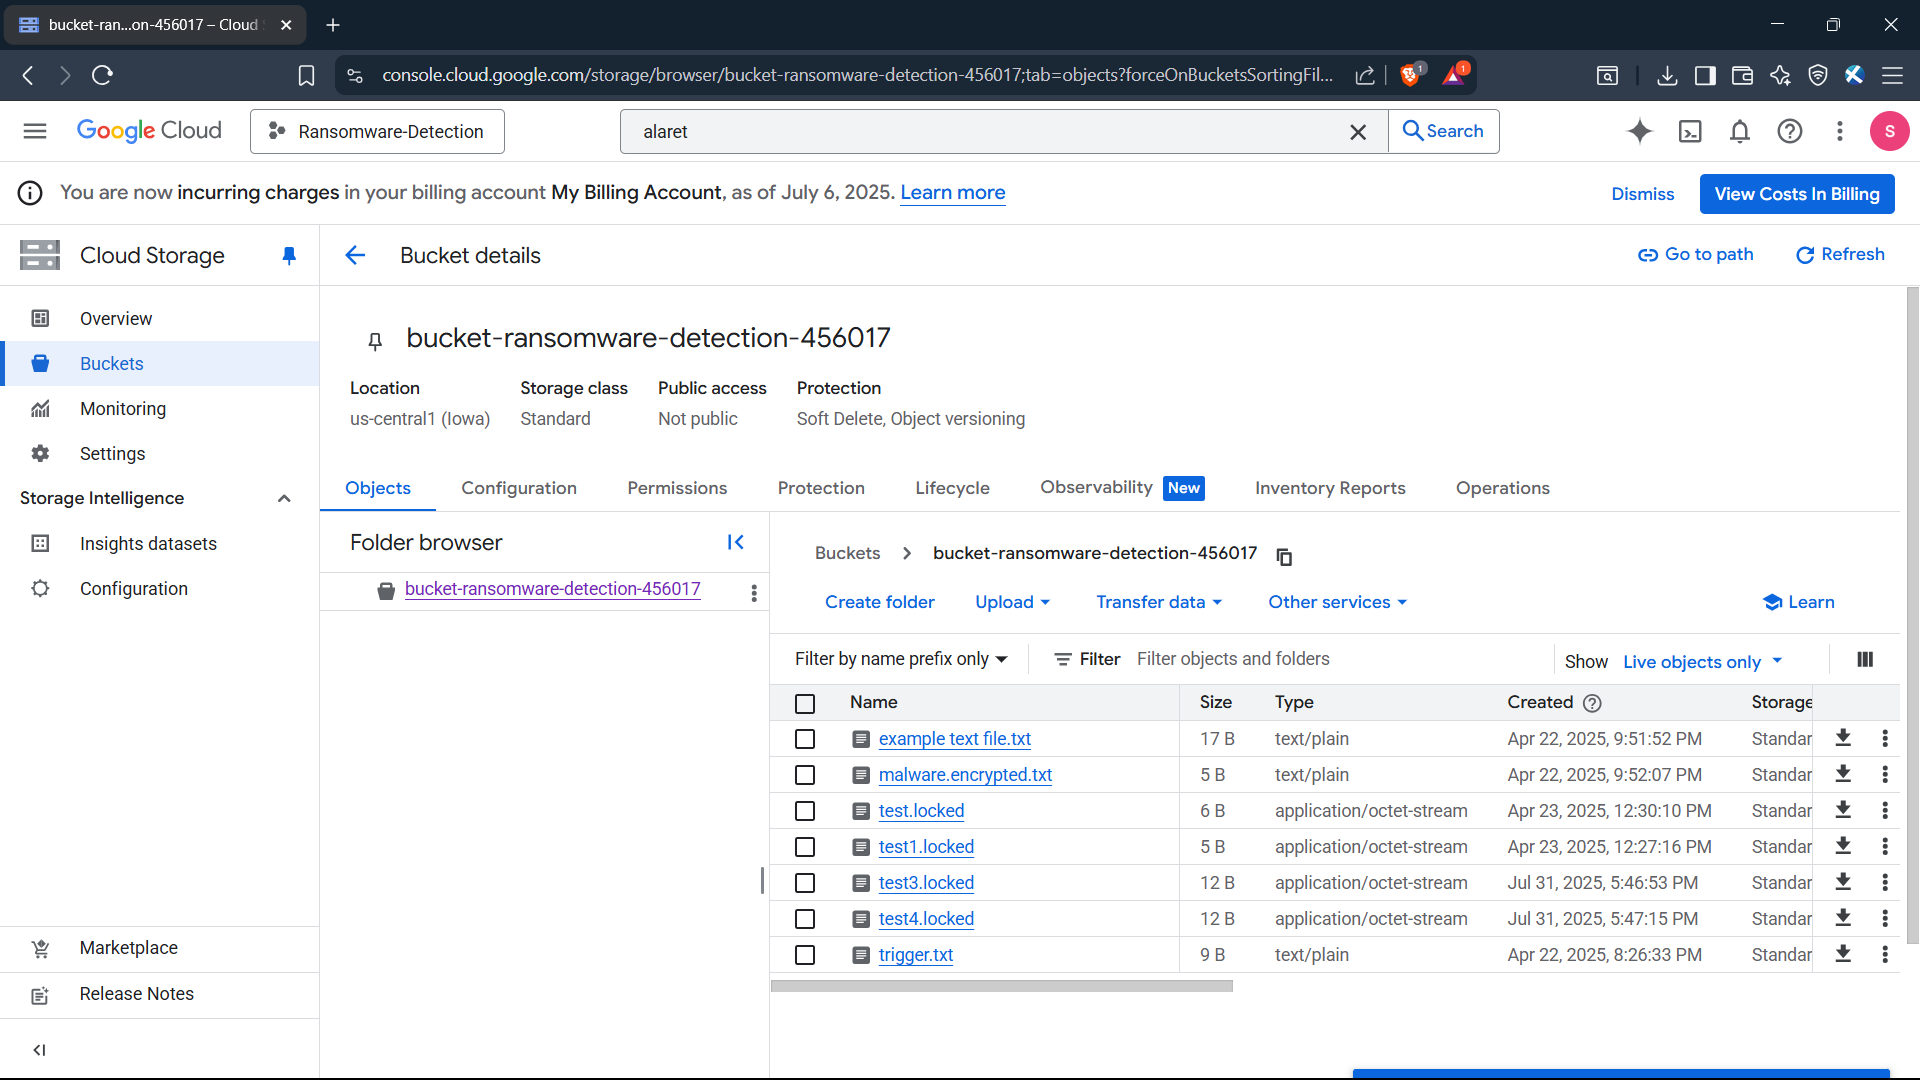 bucket-ran...on-456017 – Cloud
console.cloud.google.com/storage/browser/bucket-ransomware-detection-456017;tab=objects?forceOnBucketsSortingFil...
1
1
Google Cloud
Ransomware-Detection
alaret
Search
S
You are now incurring charges in your billing account My Billing Account, as of July 6, 2025. Learn more
Dismiss
View Costs In Billing
Cloud Storage
Bucket details
Go to path
Refresh
Overview
Buckets
Monitoring
Settings
Storage Intelligence
Insights datasets
Configuration
Marketplace
Release Notes
bucket-ransomware-detection-456017
Location Storage class Public access Protection
us-central1 (Iowa) Standard Not public Soft Delete, Object versioning
Objects Configuration Permissions Protection Lifecycle Observability New Inventory Reports Operations
Folder browser
bucket-ransomware-detection-456017
Buckets > bucket-ransomware-detection-456017
Create folder Upload Transfer data Other services Learn
Filter by name prefix only Filter Filter objects and folders Show Live objects only
Name Size Type Created Storage
example text file.txt 17 B text/plain Apr 22, 2025, 9:51:52 PM Standar
malware.encrypted.txt 5 B text/plain Apr 22, 2025, 9:52:07 PM Standar
test.locked 6 B application/octet-stream Apr 23, 2025, 12:30:10 PM Standar
test1.locked 5 B application/octet-stream Apr 23, 2025, 12:27:16 PM Standar
test3.locked 12 B application/octet-stream Jul 31, 2025, 5:46:53 PM Standar
test4.locked 12 B application/octet-stream Jul 31, 2025, 5:47:15 PM Standar
trigger.txt 9 B text/plain Apr 22, 2025, 8:26:33 PM Standar